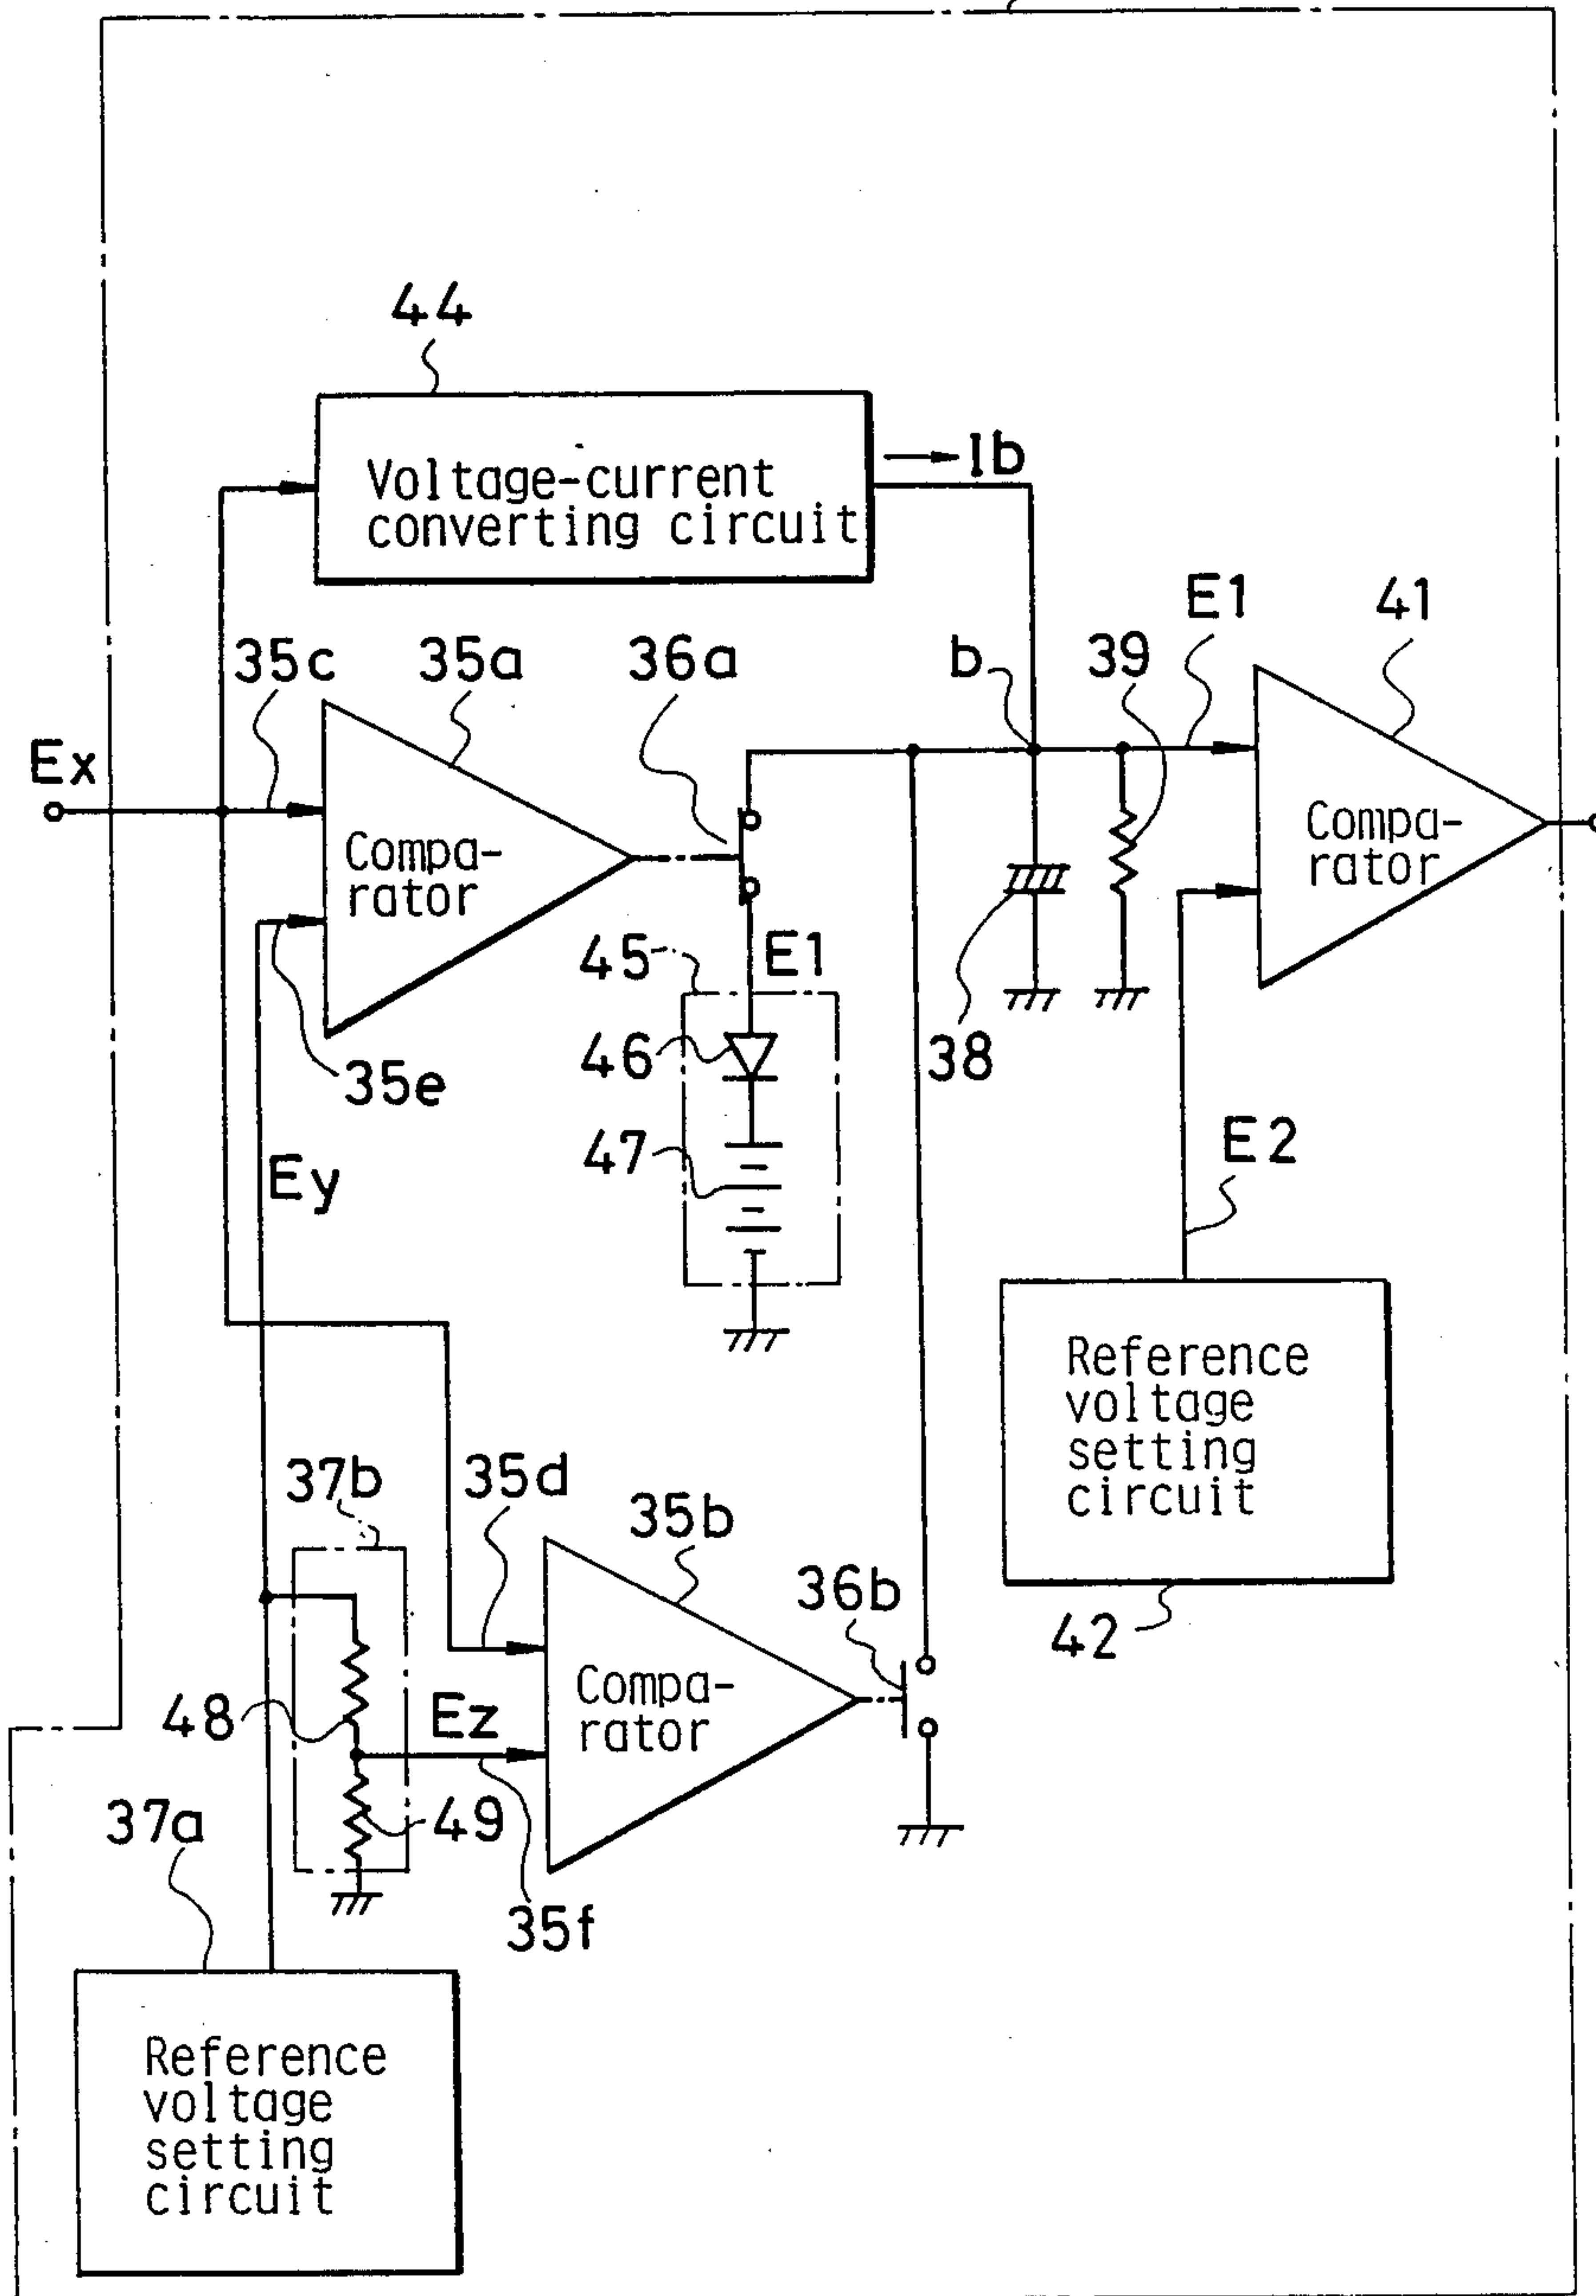 44
Voltage-current
converting circuit
Ib
35c
35a
36a
b
39
E1
41
Ex
Compa-
rator
Compa-
rator
45
E1
46
38
35e
47
Ey
E2
Reference
voltage
setting
circuit
37b
35d
35b
36b
42
Compa-
rator
48
Ez
37a
49
35f
Reference
voltage
setting
circuit